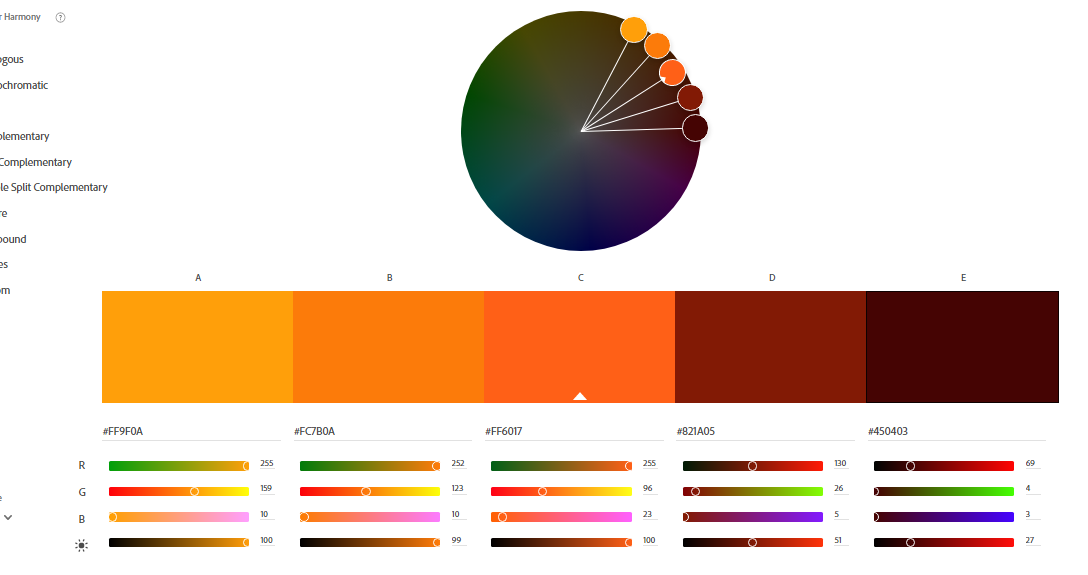 r Harmony ?
ogous
ochromatic
plementary
Complementary
le Split Complementary
re
ound
es
om
A B C D E
#FF9F0A #FC7B0A #FF6017 #821A05 #450403
R 255 252 255 130 69
G 159 123 96 26 4
e
B 10 10 23 5 3
100 99 100 51 27